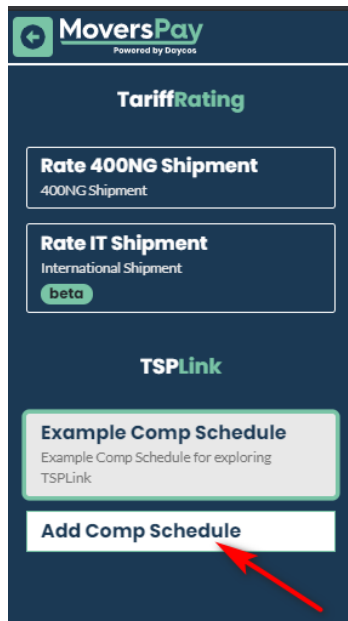 MoversPay
Powered by Daycos
TariffRating
Rate 400NG Shipment
400NG Shipment
Rate IT Shipment
International Shipment
beta
TSPLink
Example Comp Schedule
Example Comp Schedule for exploring
TSPLink
Add Comp Schedule